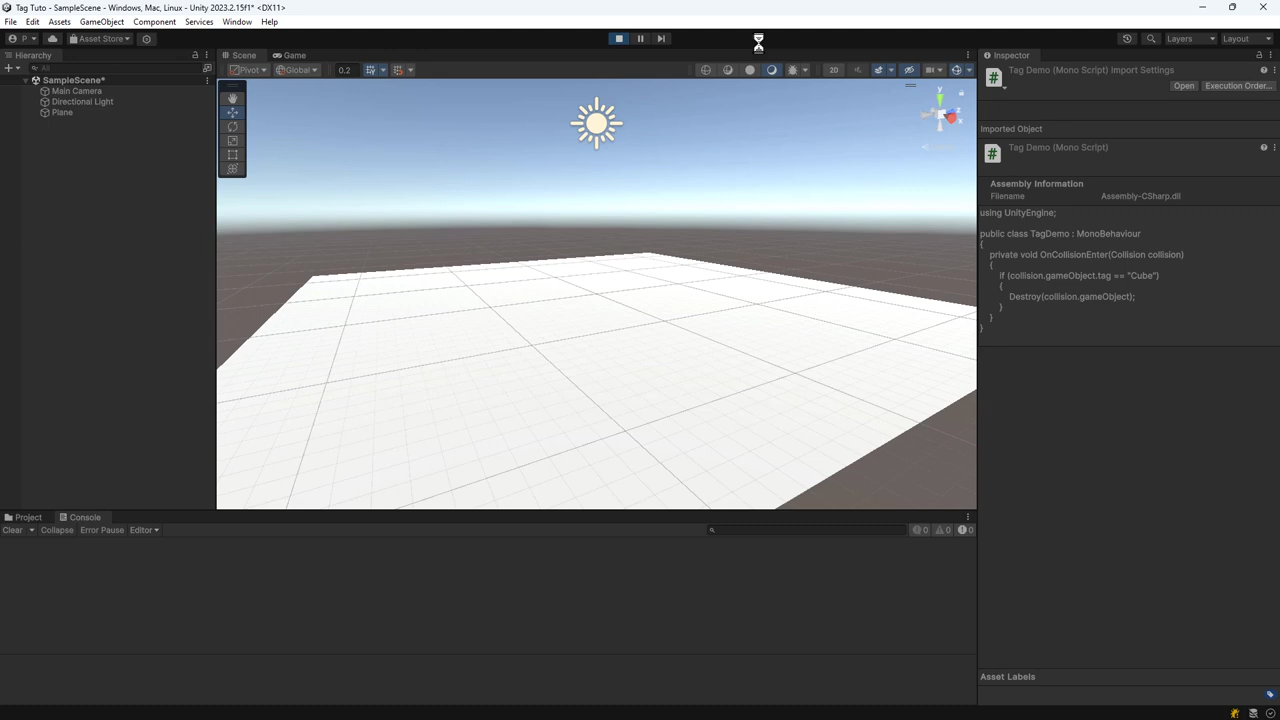 Tag Tuto - SampleScene - Windows, Mac, Linux - Unity 2023.2.15f1* <DX11>
File Edit Assets GameObject Component Services Window Help
P Asset Store Layers Layout
Hierarchy Scene Game Inspector
All Pivot Global 0.2 2D
SampleScene*
Main Camera
Directional Light
Plane
y
z
x
Tag Demo (Mono Script) Import Settings
Open Execution Order...
Imported Object
Tag Demo (Mono Script)
Assembly Information
Filename Assembly-CSharp.dll
using UnityEngine;
public class TagDemo : MonoBehaviour
{
private void OnCollisionEnter(Collision collision)
{
if (collision.gameObject.tag == "Cube")
{
Destroy(collision.gameObject);
}
}
}
Project Console
Clear Collapse Error Pause Editor 0 0 0
Asset Labels